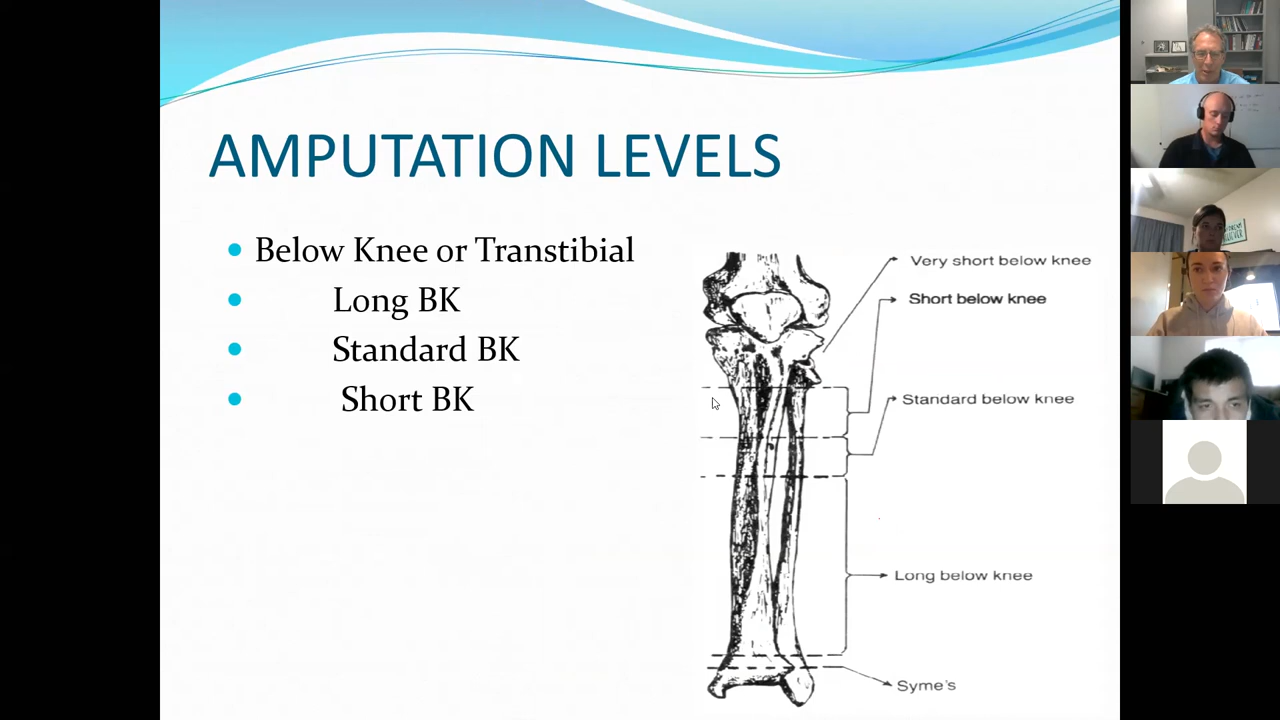 AMPUTATION LEVELS
Below Knee or Transtibial
Long BK
Standard BK
Short BK
Very short below knee
Short below knee
Standard below knee
Long below knee
Syme's